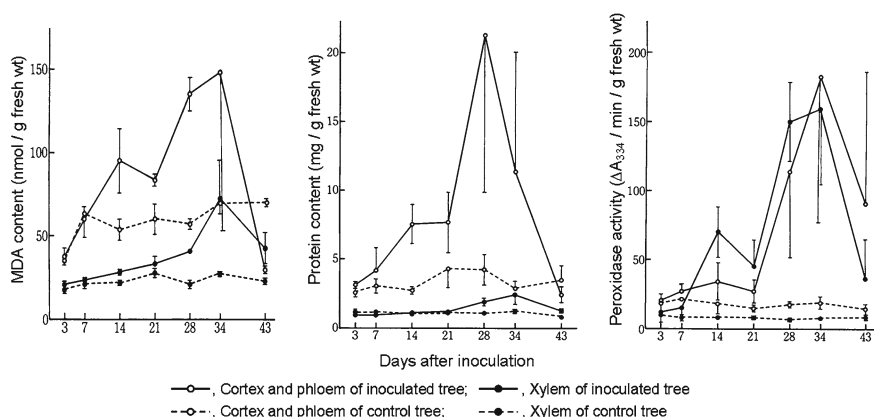 MDA content (nmol / g fresh wt)
150
100
50
0
3 7 14 21 28 34 43
Protein content (mg / g fresh wt)
20
15
10
5
0
3 7 14 21 28 34 43
Peroxidase activity (ΔA334 / min / g fresh wt)
200
150
100
50
0
3 7 14 21 28 34 43
Days after inoculation
, Cortex and phloem of inoculated tree; , Xylem of inoculated tree
, Cortex and phloem of control tree; , Xylem of control tree